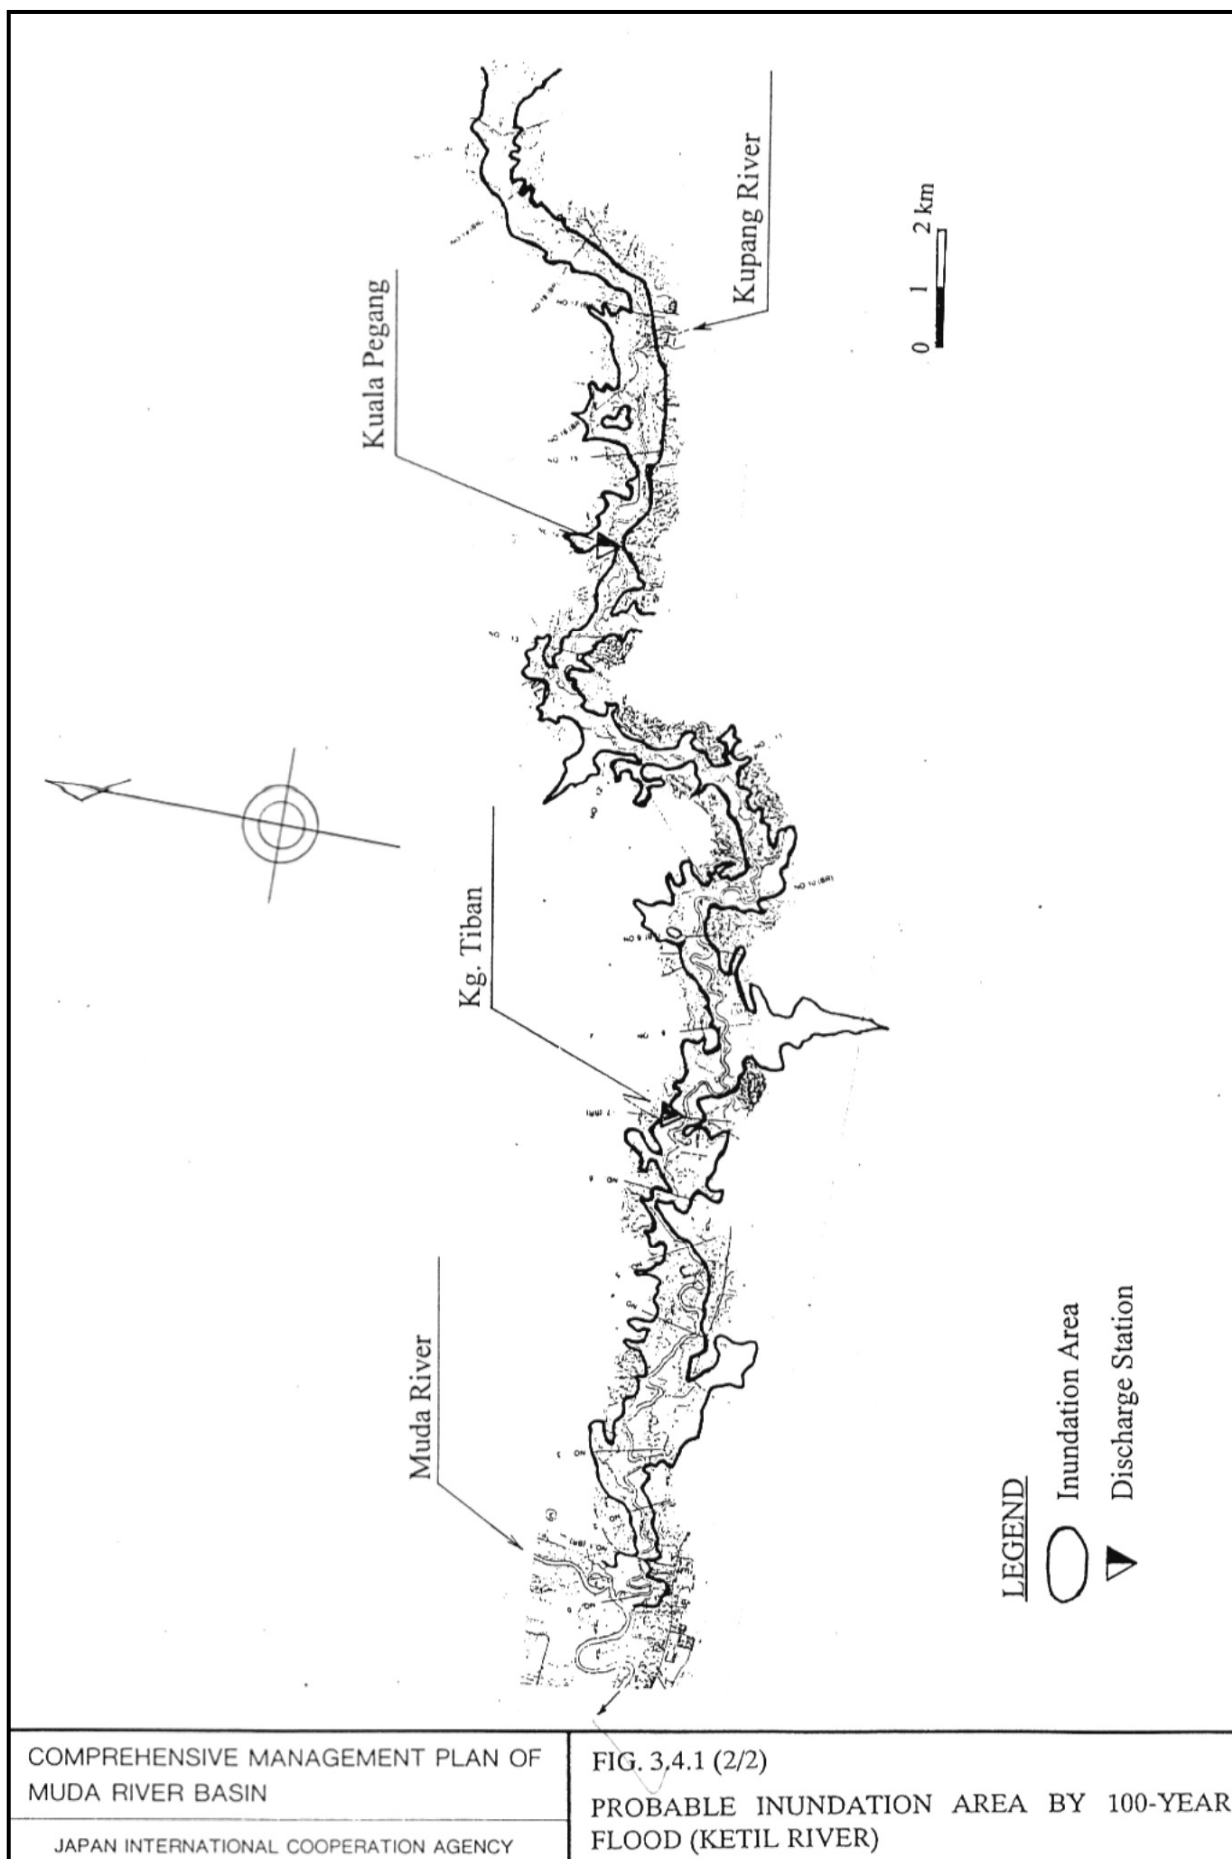 Kupang River
Kuala Pegang
Kg. Tiban
Muda River
0 1 2 km
LEGEND
Inundation Area
Discharge Station
COMPREHENSIVE MANAGEMENT PLAN OF
MUDA RIVER BASIN
JAPAN INTERNATIONAL COOPERATION AGENCY
FIG. 3.4.1 (2/2)
PROBABLE INUNDATION AREA BY 100-YEAR
FLOOD (KETIL RIVER)